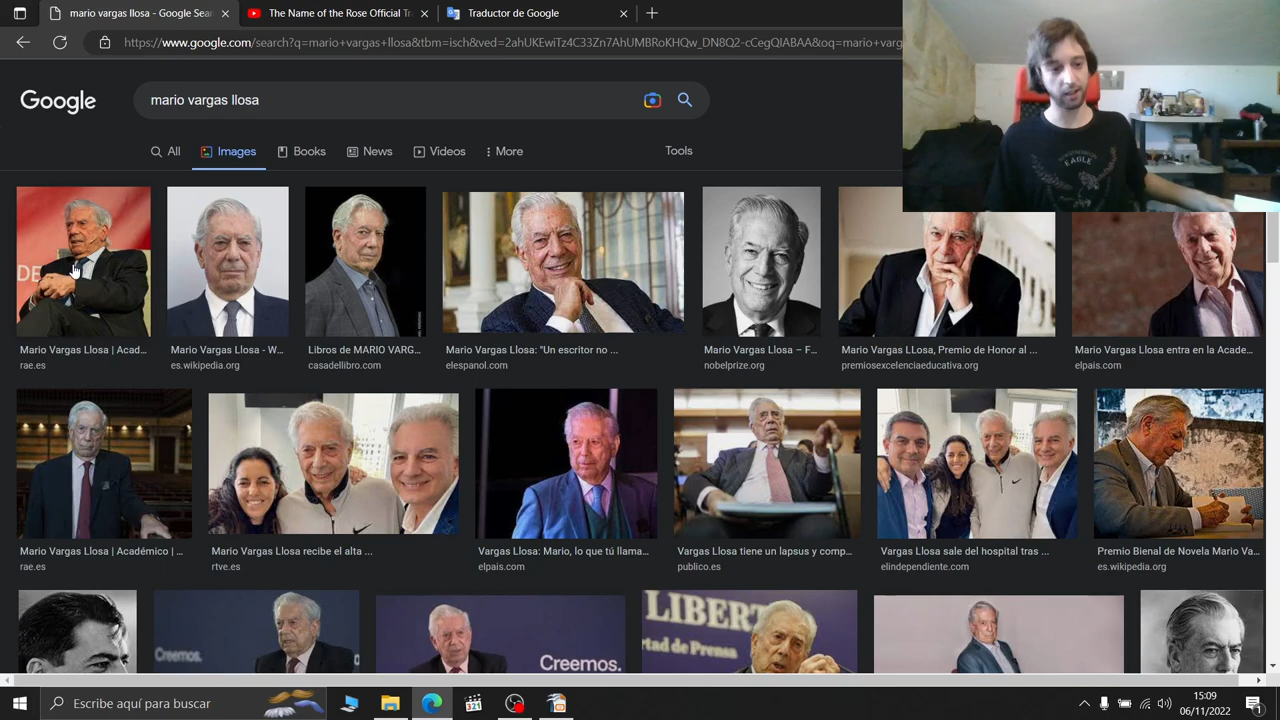 mario vargas llosa - Google Sear
The Name of the Rose Official Tr
Traductor de Google
https://www.google.com/search?q=mario+vargas+llosa&tbm=isch&ved=2ahUKEwiTz4C33Zn7AhUMBRoKHQw_DN8Q2-cCegQIABAA&oq=mario+varg
Google
mario vargas llosa
All
Images
Books
News
Videos
More
Tools
EAGLE
DE
Mario Vargas Llosa | Acad...
rae.es
Mario Vargas Llosa - W...
es.wikipedia.org
Libros de MARIO VARG...
casadellibro.com
Mario Vargas Llosa: "Un escritor no ...
elespanol.com
Mario Vargas Llosa – F...
nobelprize.org
Mario Vargas LLosa, Premio de Honor al ...
premiosexcelenciaeducativa.org
Mario Vargas Llosa entra en la Acade...
elpais.com
Mario Vargas Llosa | Académico | ...
rae.es
Mario Vargas Llosa recibe el alta ...
rtve.es
Vargas Llosa: Mario, lo que tú llama...
elpais.com
Vargas Llosa tiene un lapsus y comp...
publico.es
Vargas Llosa sale del hospital tras ...
elindependiente.com
Premio Bienal de Novela Mario Va...
es.wikipedia.org
Creemos.
Creemos.
LIBERT
rtad de Prensa
Escribe aquí para buscar
321
15:09
06/11/2022
1